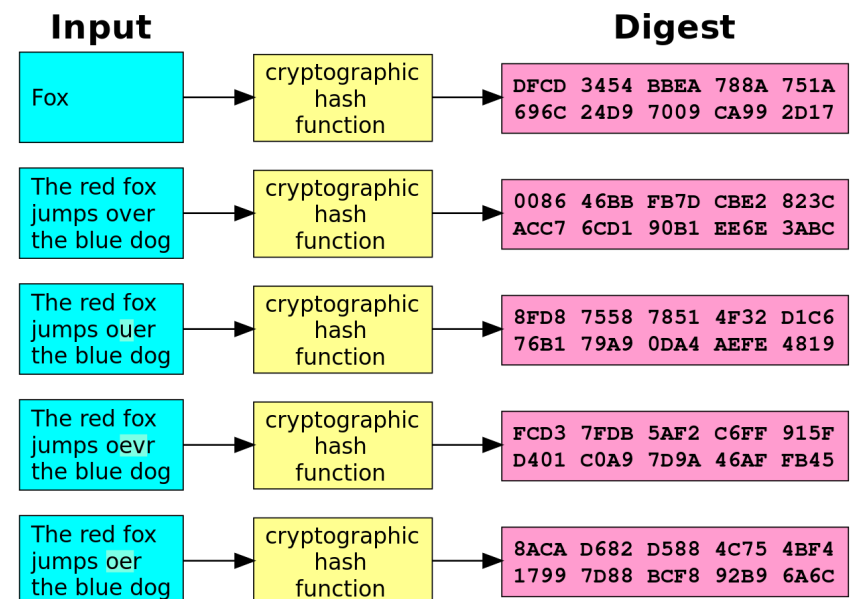 Input
Digest
Fox
cryptographic
hash
function
DFCD 3454 BBEA 788A 751A
696C 24D9 7009 CA99 2D17
The red fox
jumps over
the blue dog
cryptographic
hash
function
0086 46BB FB7D CBE2 823C
ACC7 6CD1 90B1 EE6E 3ABC
The red fox
jumps ouer
the blue dog
cryptographic
hash
function
8FD8 7558 7851 4F32 D1C6
76B1 79A9 0DA4 AEFE 4819
The red fox
jumps oevr
the blue dog
cryptographic
hash
function
FCD3 7FDB 5AF2 C6FF 915F
D401 C0A9 7D9A 46AF FB45
The red fox
jumps oer
the blue dog
cryptographic
hash
function
8ACA D682 D588 4C75 4BF4
1799 7D88 BCF8 92B9 6A6C